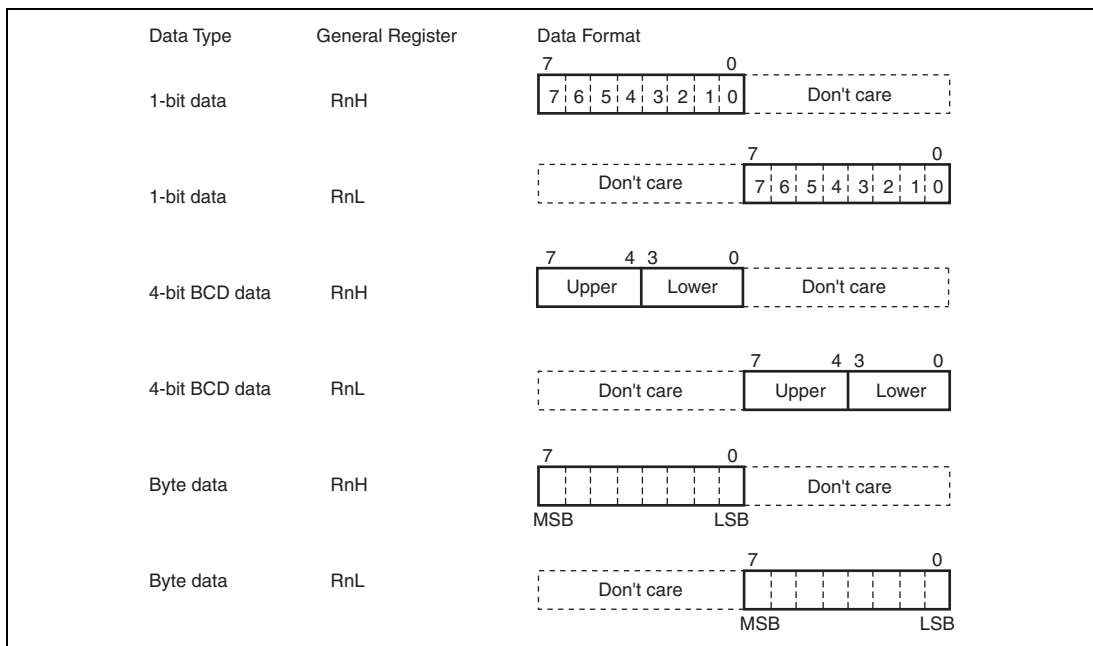 Data Type General Register Data Format
7 0
1-bit data RnH 7 6 5 4 3 2 1 0 Don't care
7 0
1-bit data RnL Don't care 7 6 5 4 3 2 1 0
7 4 3 0
4-bit BCD data RnH Upper Lower Don't care
7 4 3 0
4-bit BCD data RnL Don't care Upper Lower
7 0
Byte data RnH Don't care
MSB LSB
7 0
Byte data RnL Don't care
MSB LSB